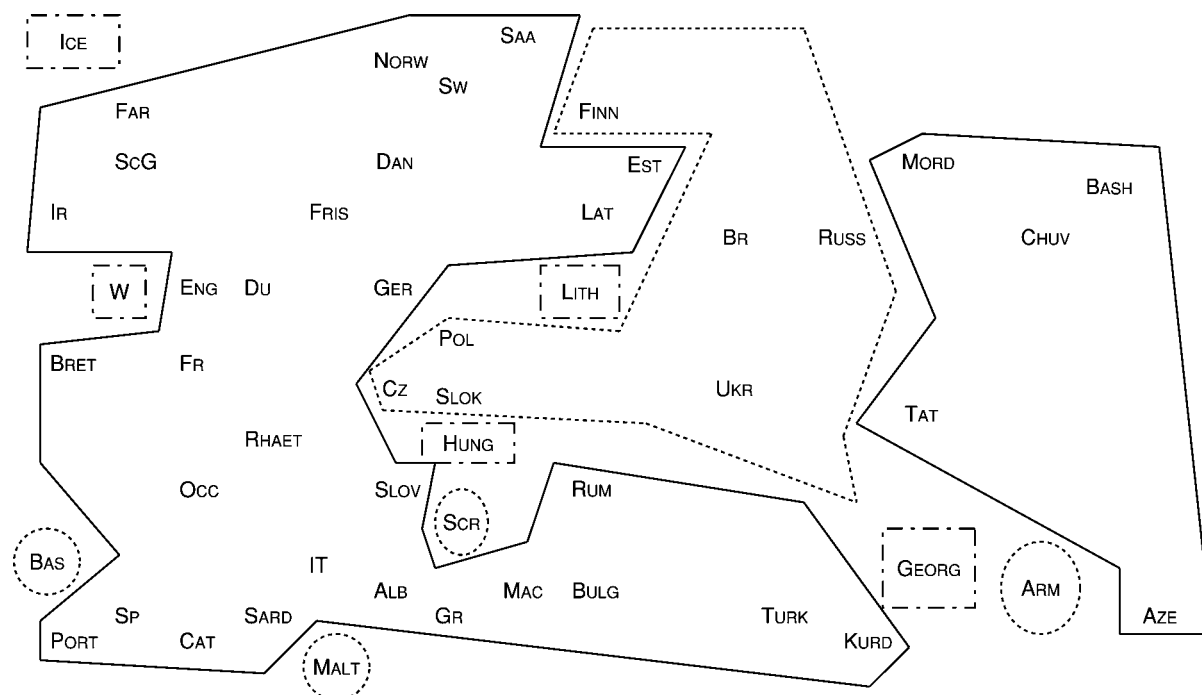 SAA
ICE
NORW
SW
FAR
FINN
SCG
DAN
EST
MORD
BASH
IR
FRIS
LAT
BR
RUSS
CHUV
W
ENG
DU
GER
LITH
POL
BRET
FR
CZ
SLOK
UKR
TAT
RHAET
HUNG
OCC
SLOV
RUM
SCR
BAS
IT
GEORG
ARM
ALB
MAC
BULG
SP
SARD
GR
TURK
AZE
PORT
CAT
KURD
MALT